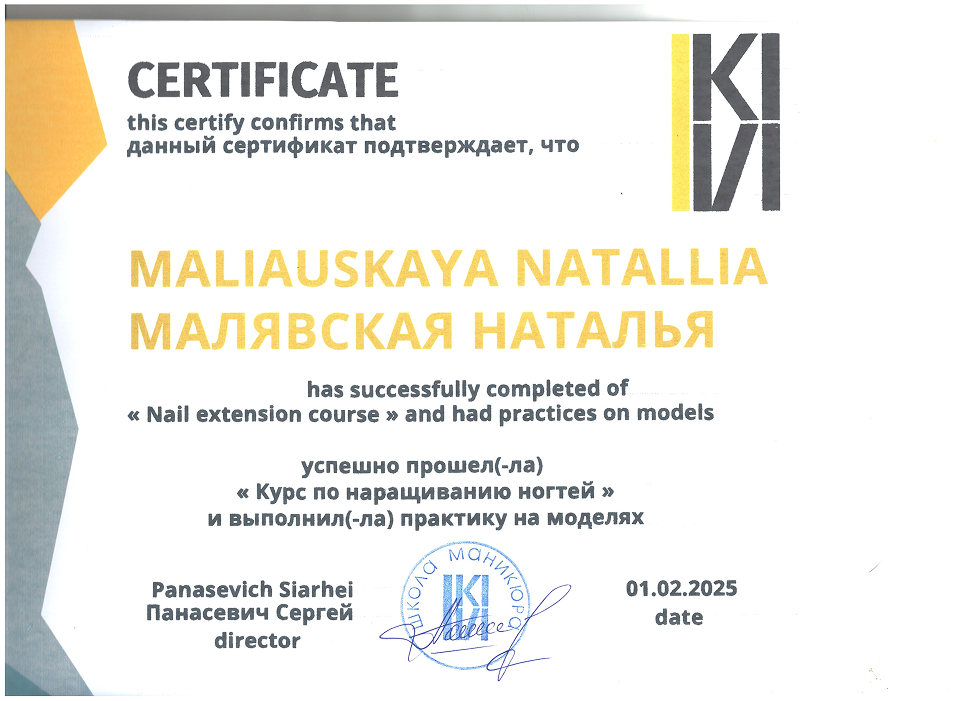 CERTIFICATE
this certify confirms that
данный сертификат подтверждает, что
KI
VI
MALIAUSKAYA NATALLIA
МАЛЯВСКАЯ НАТАЛЬЯ
has successfully completed of
« Nail extension course » and had practices on models
успешно прошел(-ла)
« Курс по наращиванию ногтей »
и выполнил(-ла) практику на моделях
Panasevich Siarhei
Панасевич Сергей
director
школа маникюра
KI
VI
01.02.2025
date